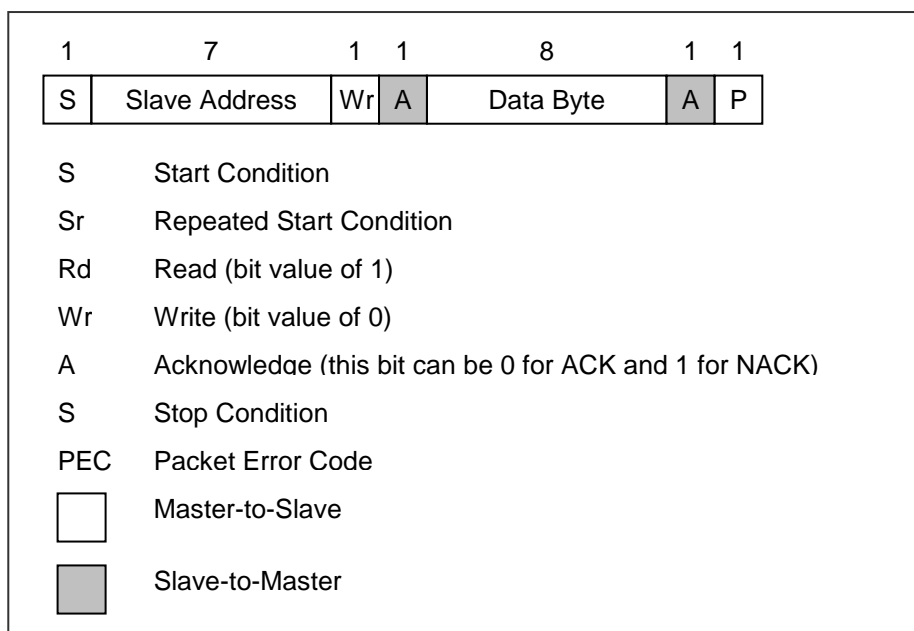 1 7 1 1 8 1 1
S Slave Address Wr A Data Byte A P
S Start Condition
Sr Repeated Start Condition
Rd Read (bit value of 1)
Wr Write (bit value of 0)
A Acknowledge (this bit can be 0 for ACK and 1 for NACK)
S Stop Condition
PEC Packet Error Code
Master-to-Slave
Slave-to-Master